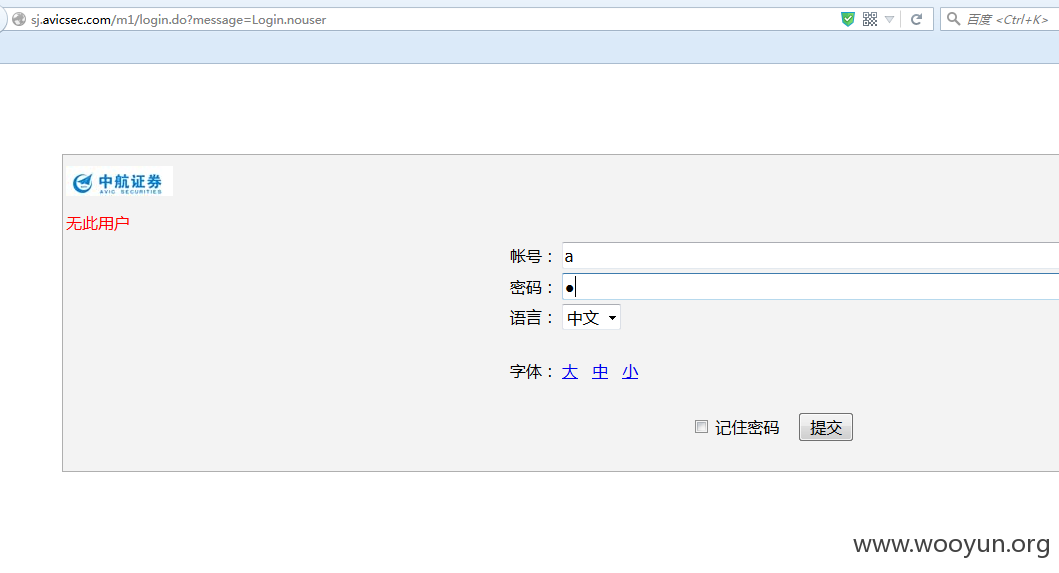 sj.avicsec.com/m1/login.do?message=Login.nouser
百度 <Ctrl+K>
中航证券
AVIC SECURITIES
无此用户
帐号： a
密码： ●
语言： 中文
字体： 大 中 小
记住密码 提交
www.wooyun.org